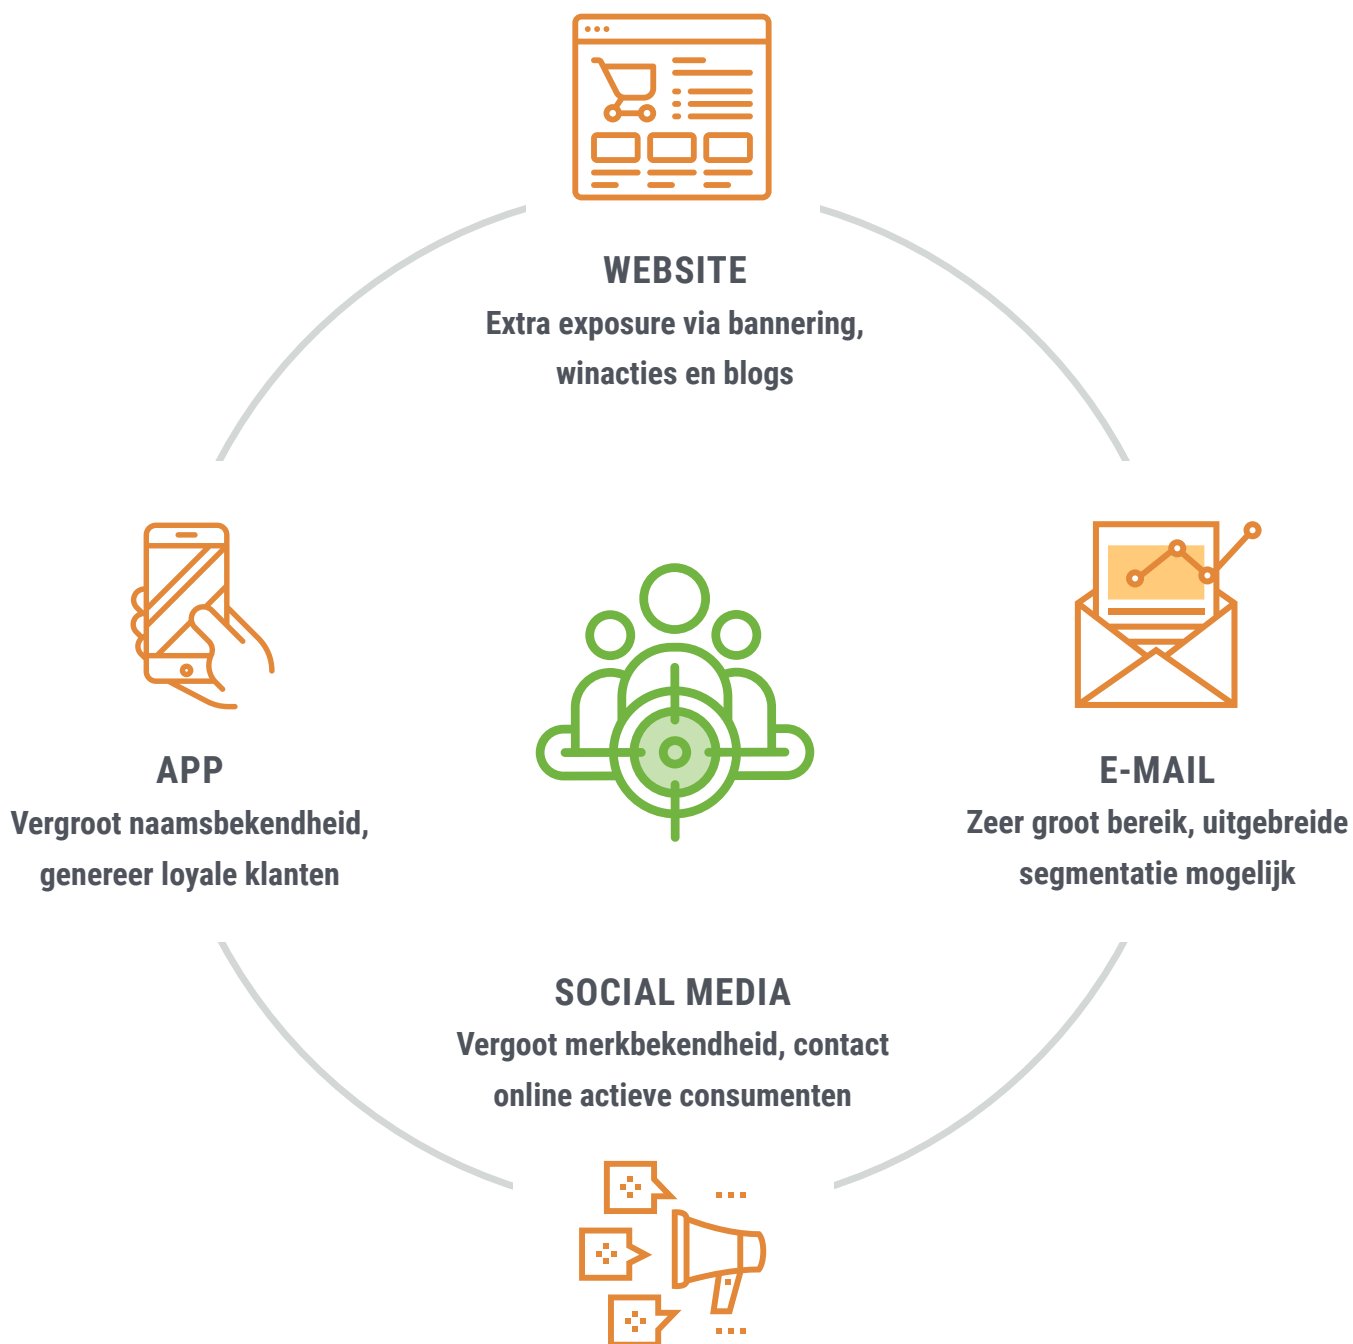 WEBSITE
Extra exposure via bannering,
winacties en blogs
APP
Vergroot naamsbekendheid,
genereer loyale klanten
E-MAIL
Zeer groot bereik, uitgebreide
segmentatie mogelijk
SOCIAL MEDIA
Vergoot merkbekendheid, contact
online actieve consumenten